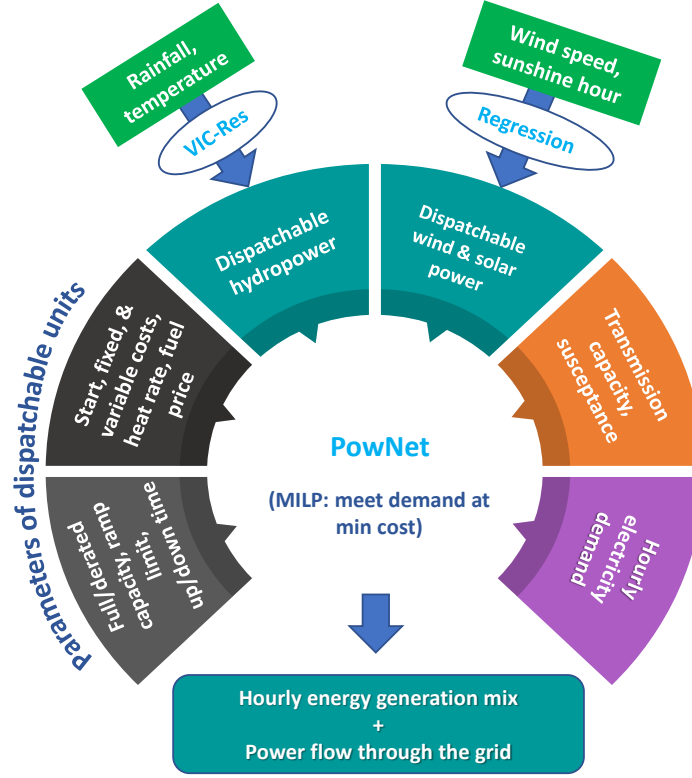 Rainfall,
temperature
VIC-Res
Wind speed,
sunshine hour
Regression
Dispatchable
hydropower
Dispatchable
wind & solar
power
Parameters of dispatchable units
Start, fixed, &
variable costs,
heat rate, fuel
price
Full/derated
capacity, ramp
limit,
up/down time
Transmission
capacity,
susceptance
Hourly
electricity
demand
PowNet
(MILP: meet demand at
min cost)
Hourly energy generation mix
+
Power flow through the grid